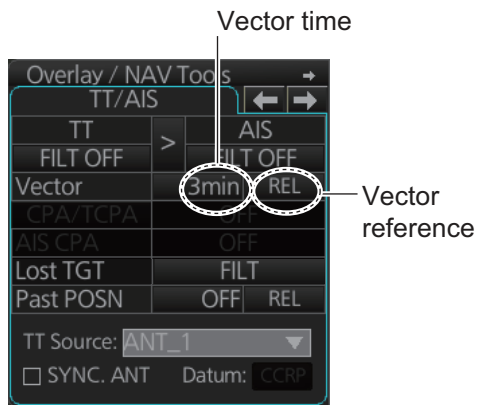 Vector time
Overlay / NAV Tools →
TT/AIS ← →
TT > AIS
FILT OFF FILT OFF
Vector 3min REL
Vector reference
CPA/TCPA OFF
AIS CPA OFF
Lost TGT FILT
Past POSN OFF REL
TT Source: ANT_1 ▼
☐ SYNC. ANT Datum: CCRP